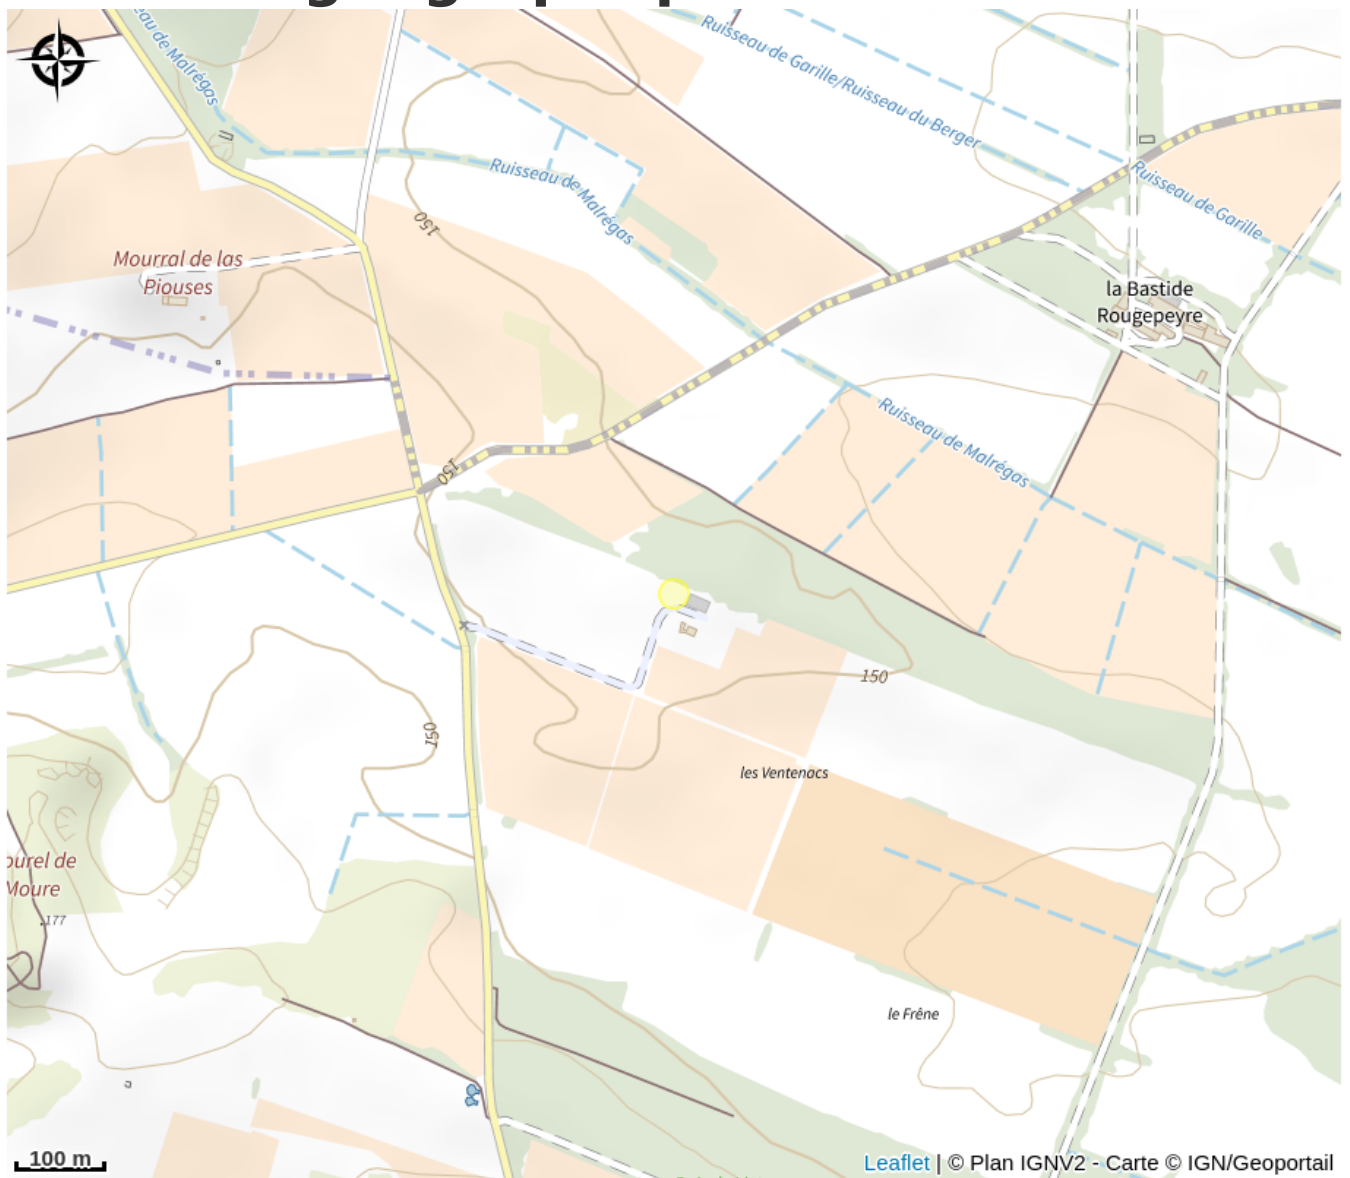 Ruisseau de Garille/Ruisseau du Berger
de Malrégas
Ruisseau de Malrégas
Ruisseau de Garille
150
Mourral de las
Piouses
la Bastide
Rougepeyre
Ruisseau de Malrégas
150
150
150
les Ventenacs
Moure
177
le Frêne
100 m
Leaflet | © Plan IGNV2 - Carte © IGN/Geoportail